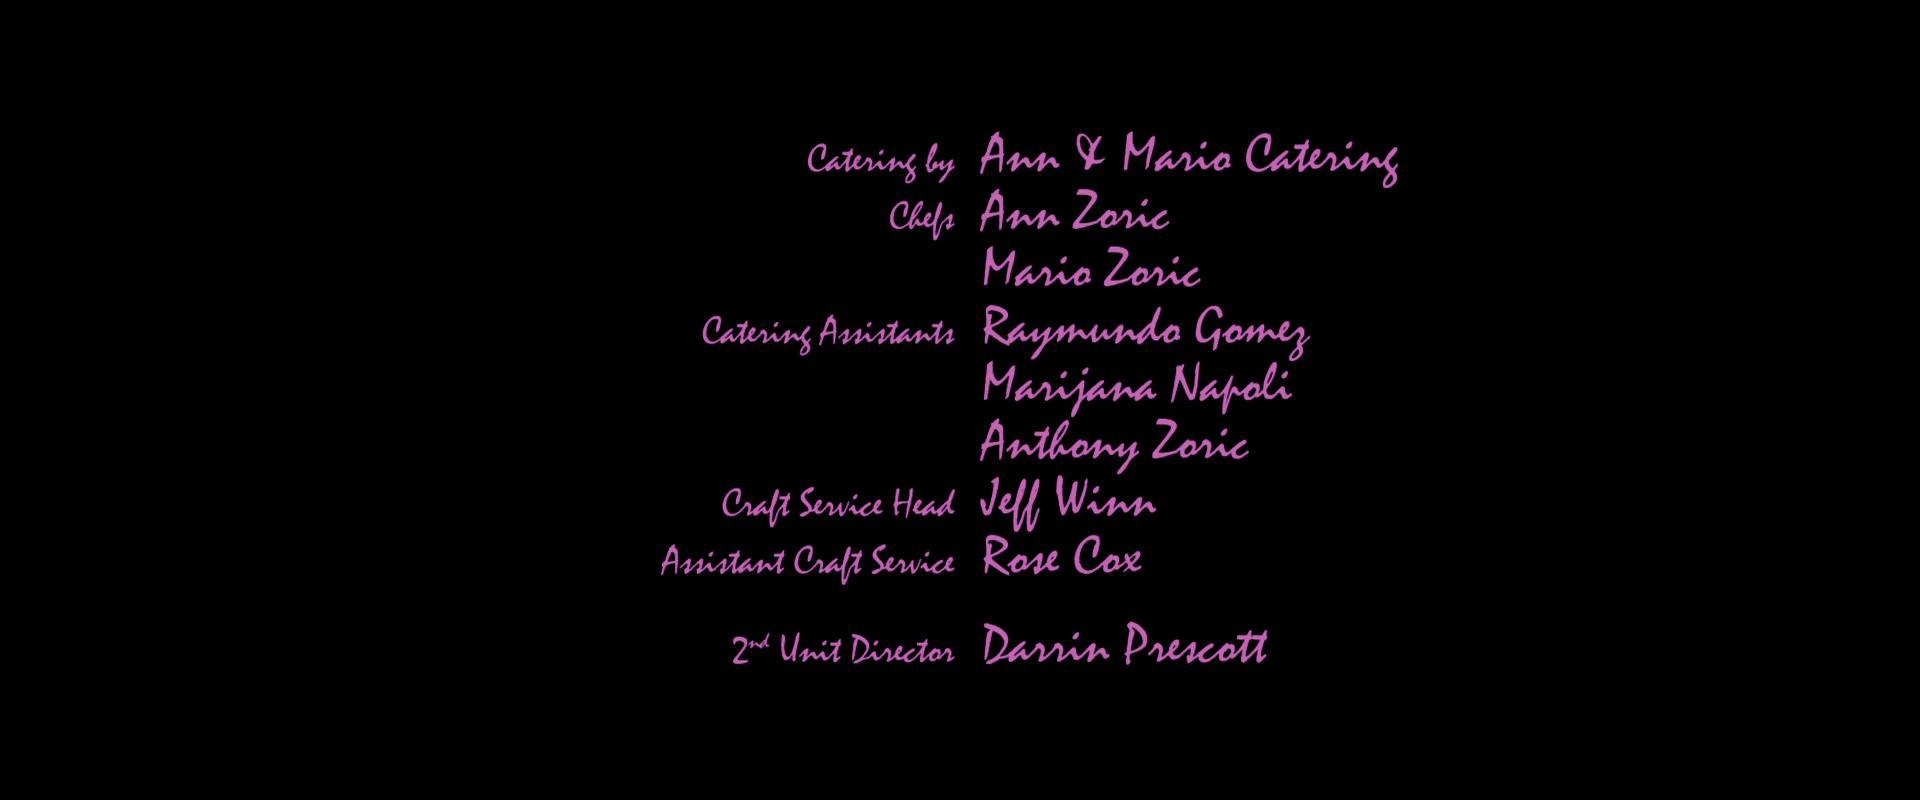 Catering by Ann & Mario Catering
Chefs Ann Zoric
Mario Zoric
Catering Assistants Raymundo Gomez
Marijana Napoli
Anthony Zoric
Craft Service Head Jeff Winn
Assistant Craft Service Rose Cox
2nd Unit Director Darrin Prescott